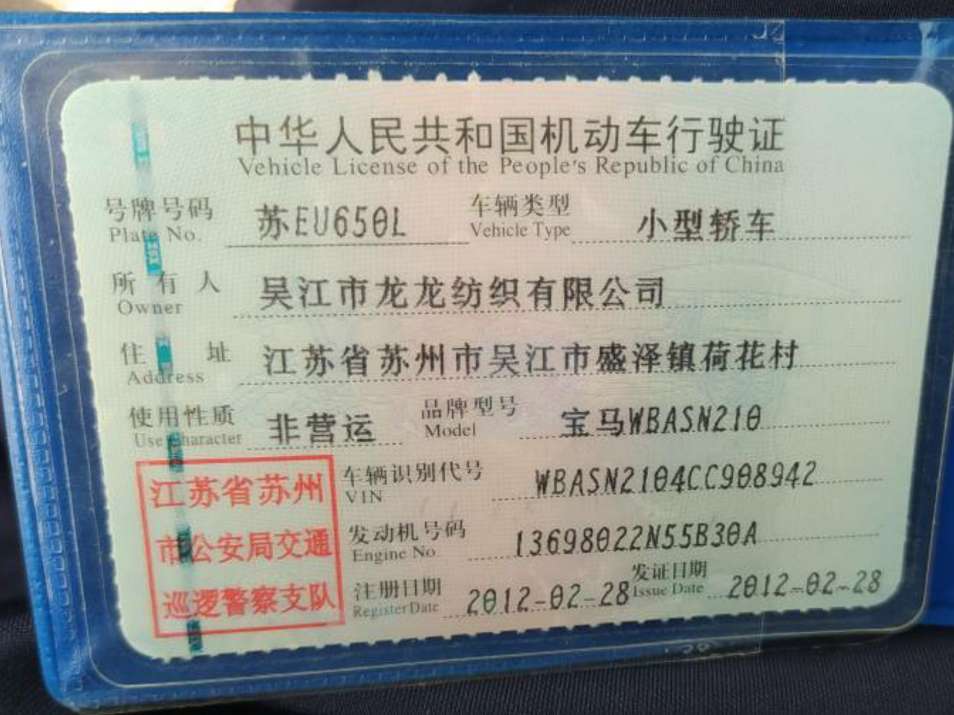 中华人民共和国机动车行驶证
Vehicle License of the People's Republic of China
号牌号码 苏EU650L 车辆类型 小型轿车
Plate No. Vehicle Type
所有人 吴江市龙龙纺织有限公司
Owner
住址 江苏省苏州市吴江市盛泽镇荷花村
Address
使用性质 非营运 品牌型号 宝马WBASN210
Use Character Model
江苏省苏州
市公安局交通
巡逻警察支队
车辆识别代号 WBASN2104CC908942
VIN
发动机号码 13698022N55B30A
Engine No
注册日期 2012-02-28 发证日期 2012-02-28
Register Date Issue Date